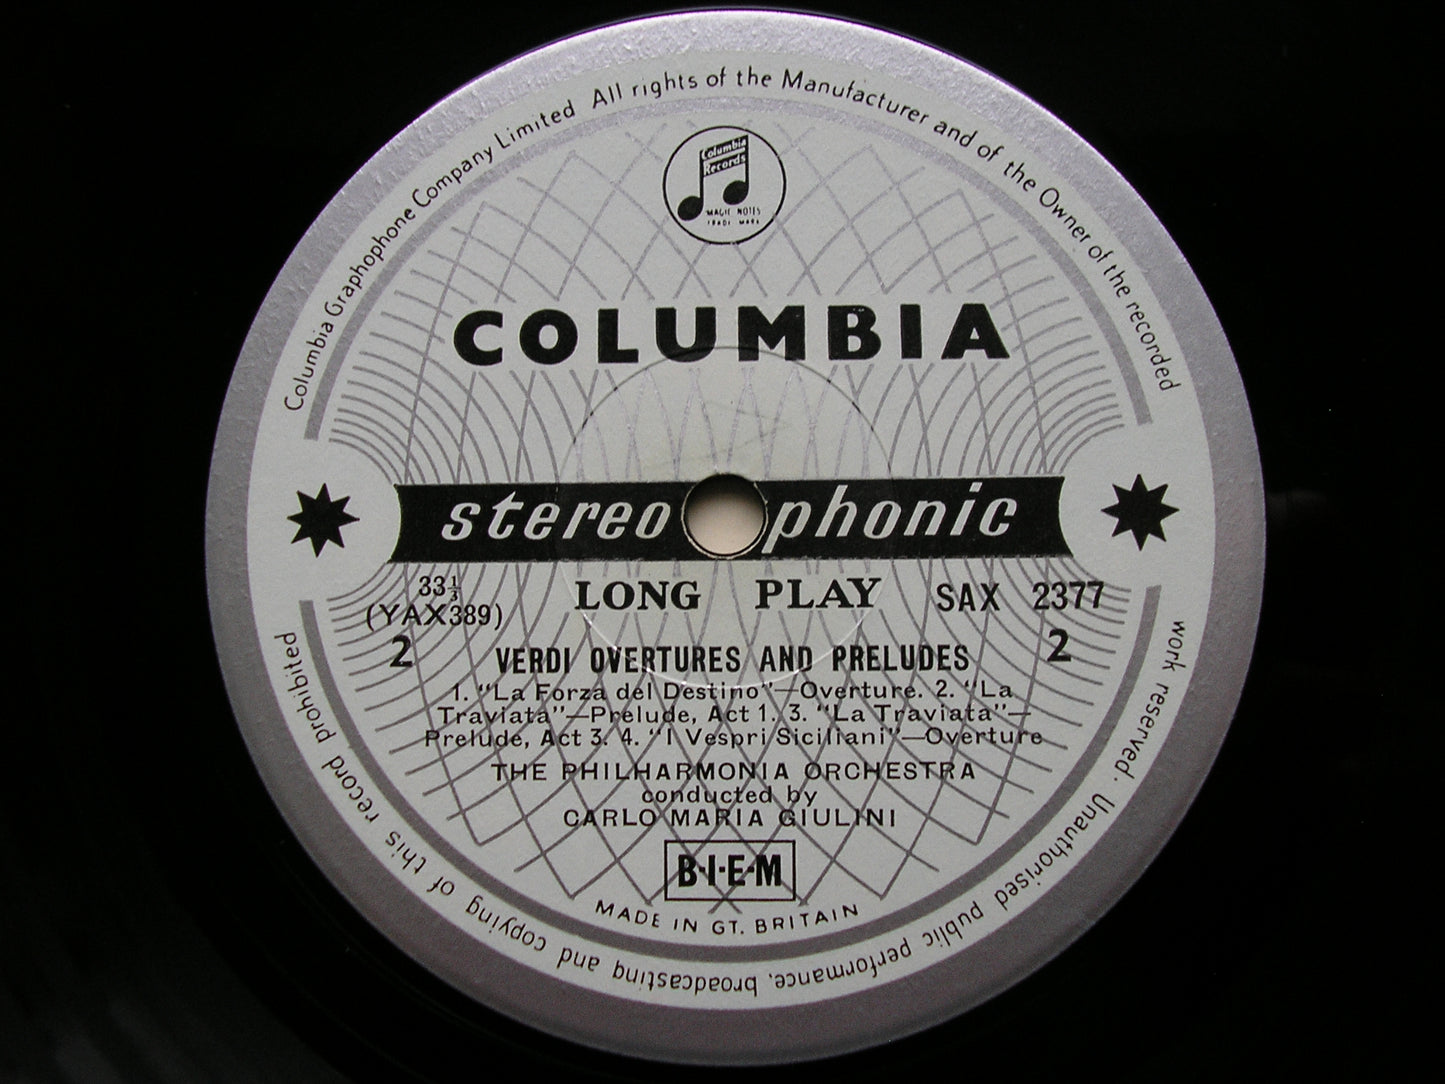 Columbia Graphophone Company Limited All rights of the Manufacturer and of the Owner of the recorded work reserved. Unauthorised public performance, broadcasting and copying of this record prohibited
Columbia
Records
MAGIC NOTES
TRADE MARK
COLUMBIA
stereophonic
33⅓ LONG PLAY SAX 2377
(YAX389)
2 2
VERDI OVERTURES AND PRELUDES
1. "La Forza del Destino"—Overture. 2. "La
Traviata"—Prelude, Act 1. 3. "La Traviata"—
Prelude, Act 3. 4. "I Vespri Siciliani"—Overture
THE PHILHARMONIA ORCHESTRA
conducted by
CARLO MARIA GIULINI
B·I·E·M
MADE IN GT. BRITAIN